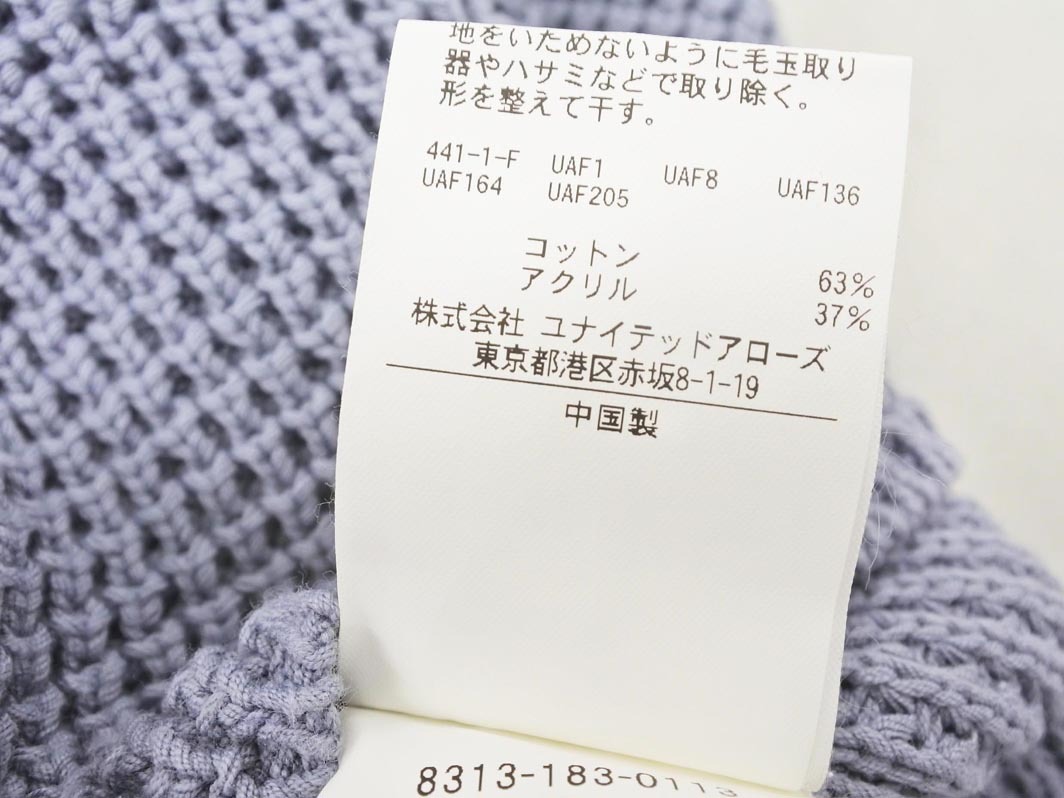 地をいためないように毛玉取り
器やハサミなどで取り除く。
形を整えて干す。
441-1-F UAF1 UAF8 UAF136
UAF164 UAF205
コットン 63%
アクリル 37%
株式会社 ユナイテッドアローズ
東京都港区赤坂8-1-19
中国製
8313-183-0113